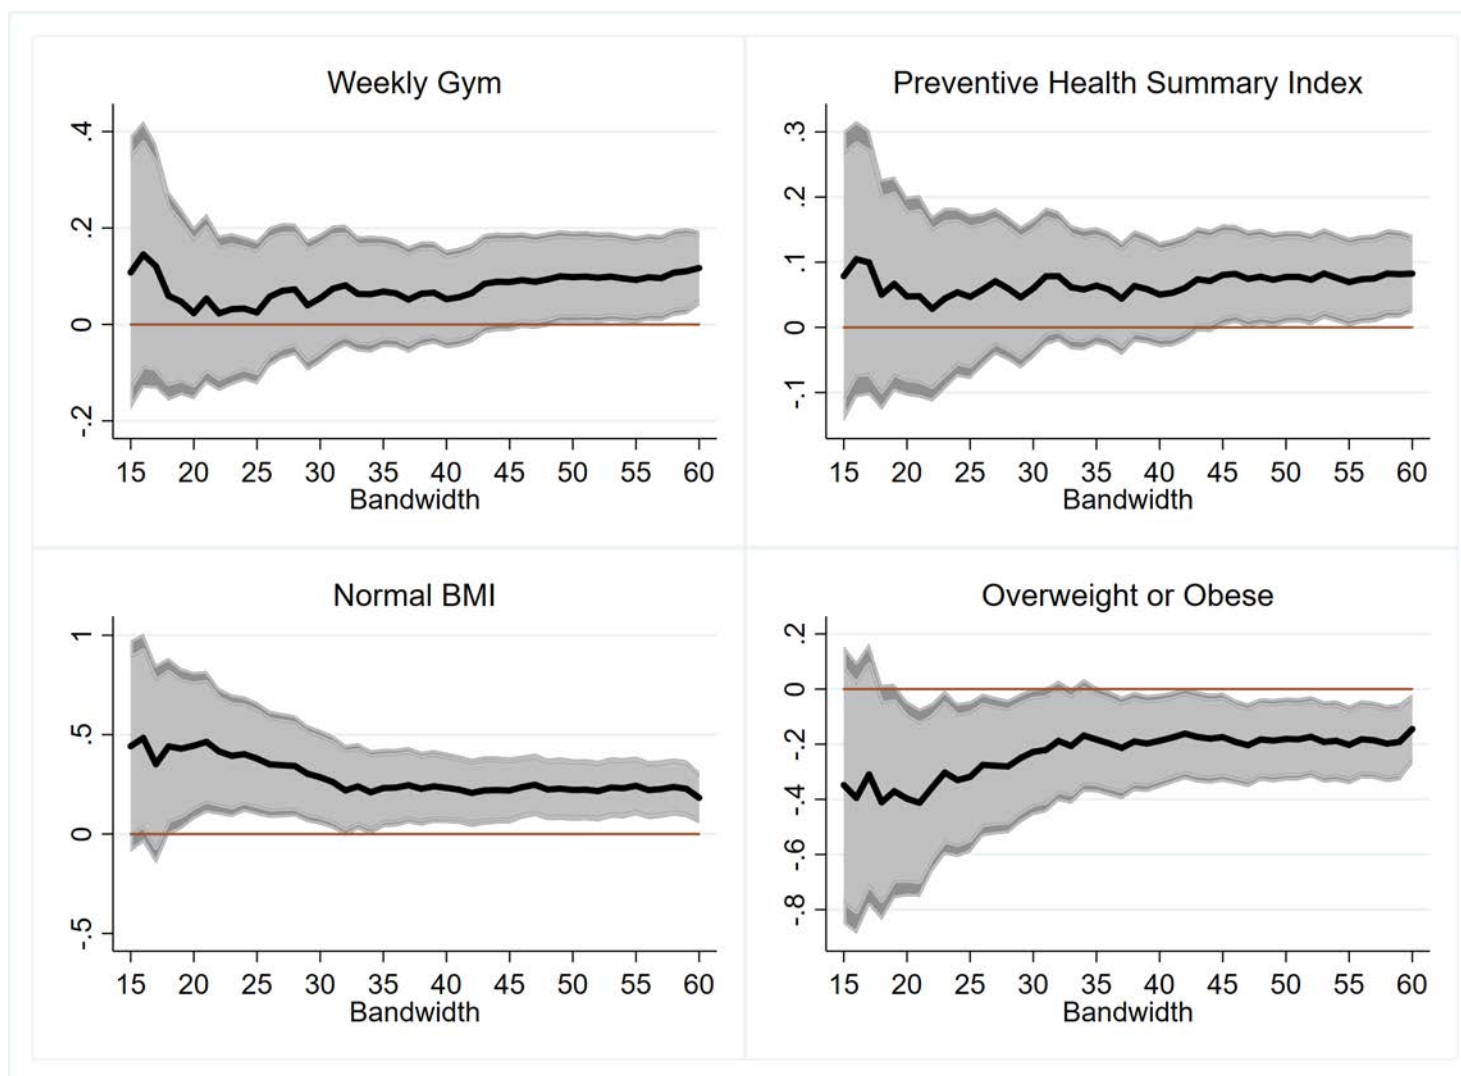 Weekly Gym
.4
.2
0
-.2
15 20 25 30 35 40 45 50 55 60
Bandwidth
Preventive Health Summary Index
.3
.2
.1
0
-.1
15 20 25 30 35 40 45 50 55 60
Bandwidth
Normal BMI
1
.5
0
-.5
15 20 25 30 35 40 45 50 55 60
Bandwidth
Overweight or Obese
.2
0
-.2
-.4
-.6
-.8
15 20 25 30 35 40 45 50 55 60
Bandwidth